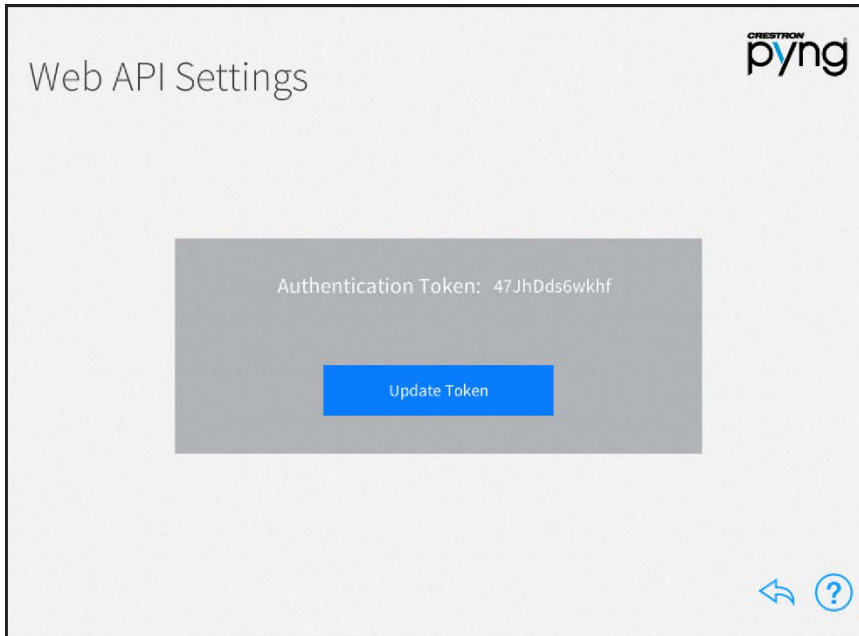 CRESTRON
pyng
Web API Settings
Authentication Token: 47JhDds6wkhf
Update Token
?